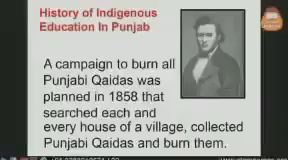 History of Indigenous
Education In Punjab
A campaign to burn all
Punjabi Qaidas was
planned in 1858 that
searched each and
every house of a village, collected
Punjabi Qaidas and burn them.